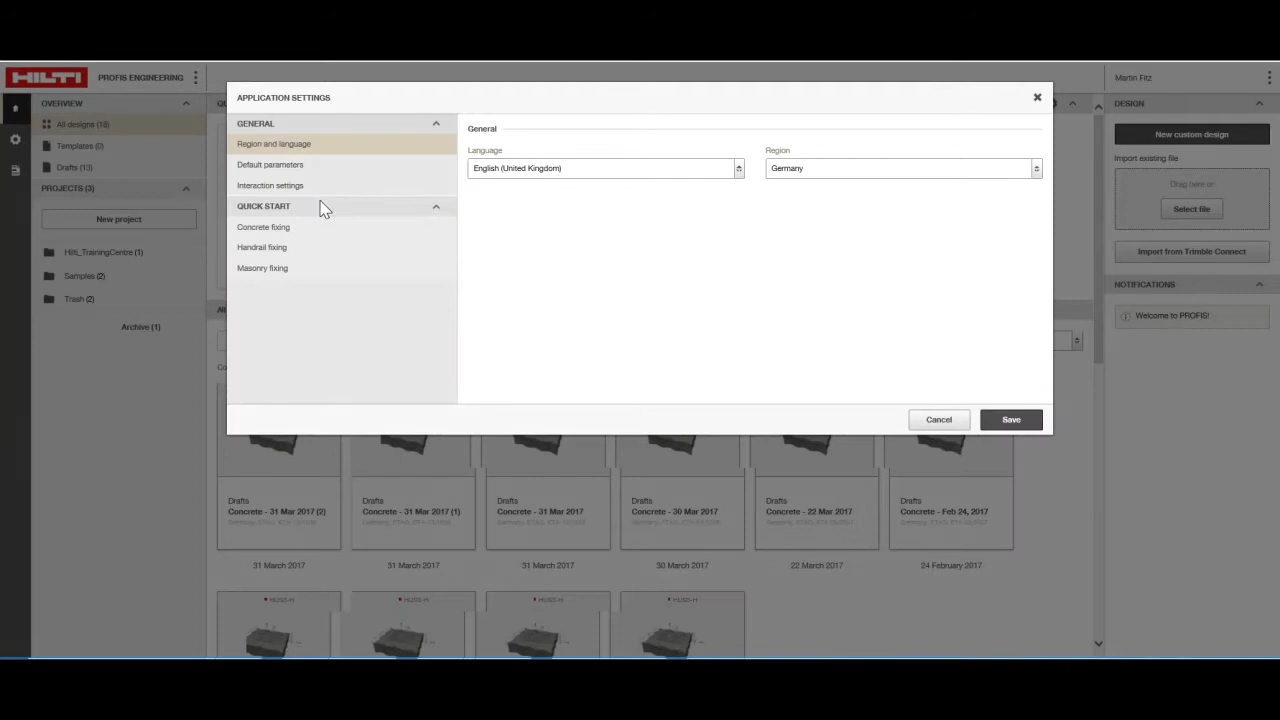 HILTI
PROFIS ENGINEERING
Martin Fitz
OVERVIEW
All designs (18)
Templates (0)
Drafts (13)
PROJECTS (3)
New project
Hilti_TrainingCentre (1)
Samples (2)
Trash (2)
Archive (1)
APPLICATION SETTINGS
GENERAL
Region and language
Default parameters
Interaction settings
QUICK START
Concrete fixing
Handrail fixing
Masonry fixing
General
Language
Region
English (United Kingdom)
Germany
Cancel
Save
DESIGN
New custom design
Import existing file
Drag here or
Select file
Import from Trimble Connect
NOTIFICATIONS
Welcome to PROFIS!
Drafts
Drafts
Drafts
Drafts
Drafts
Drafts
Concrete - 31 Mar 2017 (2)
Concrete - 31 Mar 2017 (1)
Concrete - 31 Mar 2017
Concrete - 30 Mar 2017
Concrete - 22 Mar 2017
Concrete - Feb 24, 2017
31 March 2017
31 March 2017
31 March 2017
30 March 2017
22 March 2017
24 February 2017